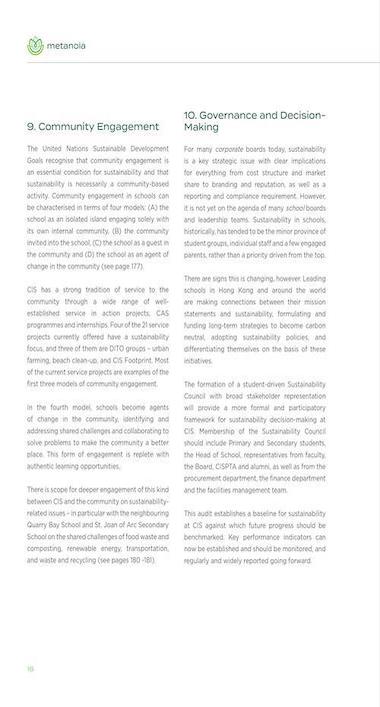 metanoia
9. Community Engagement
The United Nations Sustainable Development
Goals recognise that community engagement is
an essential condition for sustainability and that
sustainability is necessarily a community-based
activity. Community engagement in schools can
be characterised in terms of four models: (A) the
school as an isolated island engaging solely with
its own internal community, (B) the community
invited into the school, (C) the school as a guest in
the community and (D) the school as an agent of
change in the community (see page 177).
CIS has a strong tradition of service to the
community through a wide range of well-
established service in action projects, CAS
programmes and internships. Four of the 21 service
projects currently offered have a sustainability
focus, and three of them are DITO groups – urban
farming, beach clean-up, and CIS Footprint. Most
of the current service projects are examples of the
first three models of community engagement.
In the fourth model, schools become agents
of change in the community, identifying and
addressing shared challenges and collaborating to
solve problems to make the community a better
place. This form of engagement is replete with
authentic learning opportunities.
There is scope for deeper engagement of this kind
between CIS and the community on sustainability-
related issues – in particular with the neighbouring
Quarry Bay School and St. Joan of Arc Secondary
School on the shared challenges of food waste and
composting, renewable energy, transportation,
and waste and recycling (see pages 180 -181).
10. Governance and Decision-
Making
For many corporate boards today, sustainability
is a key strategic issue with clear implications
for everything from cost structure and market
share to branding and reputation, as well as a
reporting and compliance requirement. However,
it is not yet on the agenda of many school boards
and leadership teams. Sustainability in schools,
historically, has tended to be the minor province of
student groups, individual staff and a few engaged
parents, rather than a priority driven from the top.
There are signs this is changing, however. Leading
schools in Hong Kong and around the world
are making connections between their mission
statements and sustainability, formulating and
funding long-term strategies to become carbon
neutral, adopting sustainability policies, and
differentiating themselves on the basis of these
initiatives.
The formation of a student-driven Sustainability
Council with broad stakeholder representation
will provide a more formal and participatory
framework for sustainability decision-making at
CIS. Membership of the Sustainability Council
should include Primary and Secondary students,
the Head of School, representatives from faculty,
the Board, CISPTA and alumni, as well as from the
procurement department, the finance department
and the facilities management team.
This audit establishes a baseline for sustainability
at CIS against which future progress should be
benchmarked. Key performance indicators can
now be established and should be monitored, and
regularly and widely reported going forward.